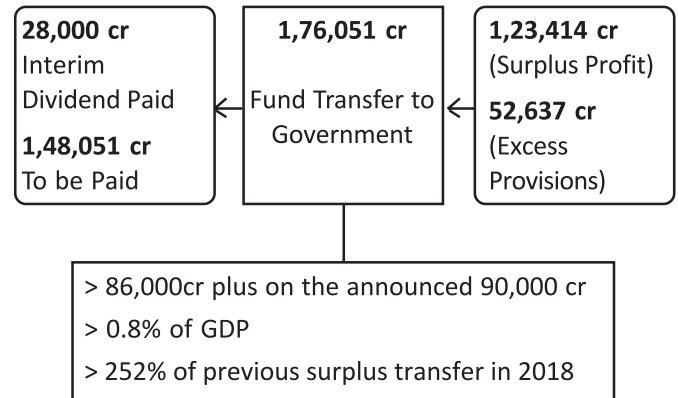 28,000 cr
Interim
Dividend Paid
1,48,051 cr
To be Paid
1,76,051 cr
Fund Transfer to
Government
1,23,414 cr
(Surplus Profit)
52,637 cr
(Excess
Provisions)
> 86,000cr plus on the announced 90,000 cr
> 0.8% of GDP
> 252% of previous surplus transfer in 2018